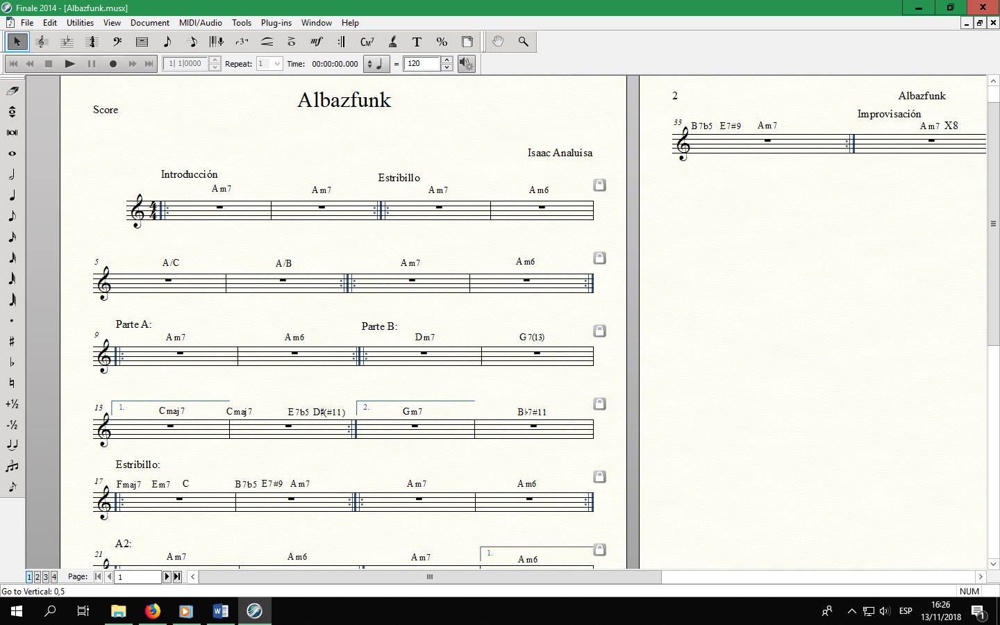 Finale 2014 - [Albazfunk.musx]
File Edit Utilities View Document MIDI/Audio Tools Plug-ins Window Help
1| 1|0000 Repeat: 1 Time: 00:00:00.000 = 120
Albazfunk
Score
Isaac Analuisa
Introducción Estribillo
Am7 Am7 Am7 Am6
5 A/C A/B Am7 Am6
Parte A: Parte B:
9 Am7 Am6 Dm7 G7(13)
13 1. Cmaj7 Cmaj7 E7b5 D♯(#11) 2. Gm7 B♭7#11
Estribillo:
17 Fmaj7 Em7 C B7b5 E7#9 Am7 Am7 Am6
A2:
21 Am7 Am6 Am7 1. Am6
2 Albazfunk
Improvisación
33 B7b5 E7#9 Am7 Am7 X8
1 2 3 4 Page: 1
Go to Vertical: 0,5 NUM
ESP 16:26
13/11/2018
1